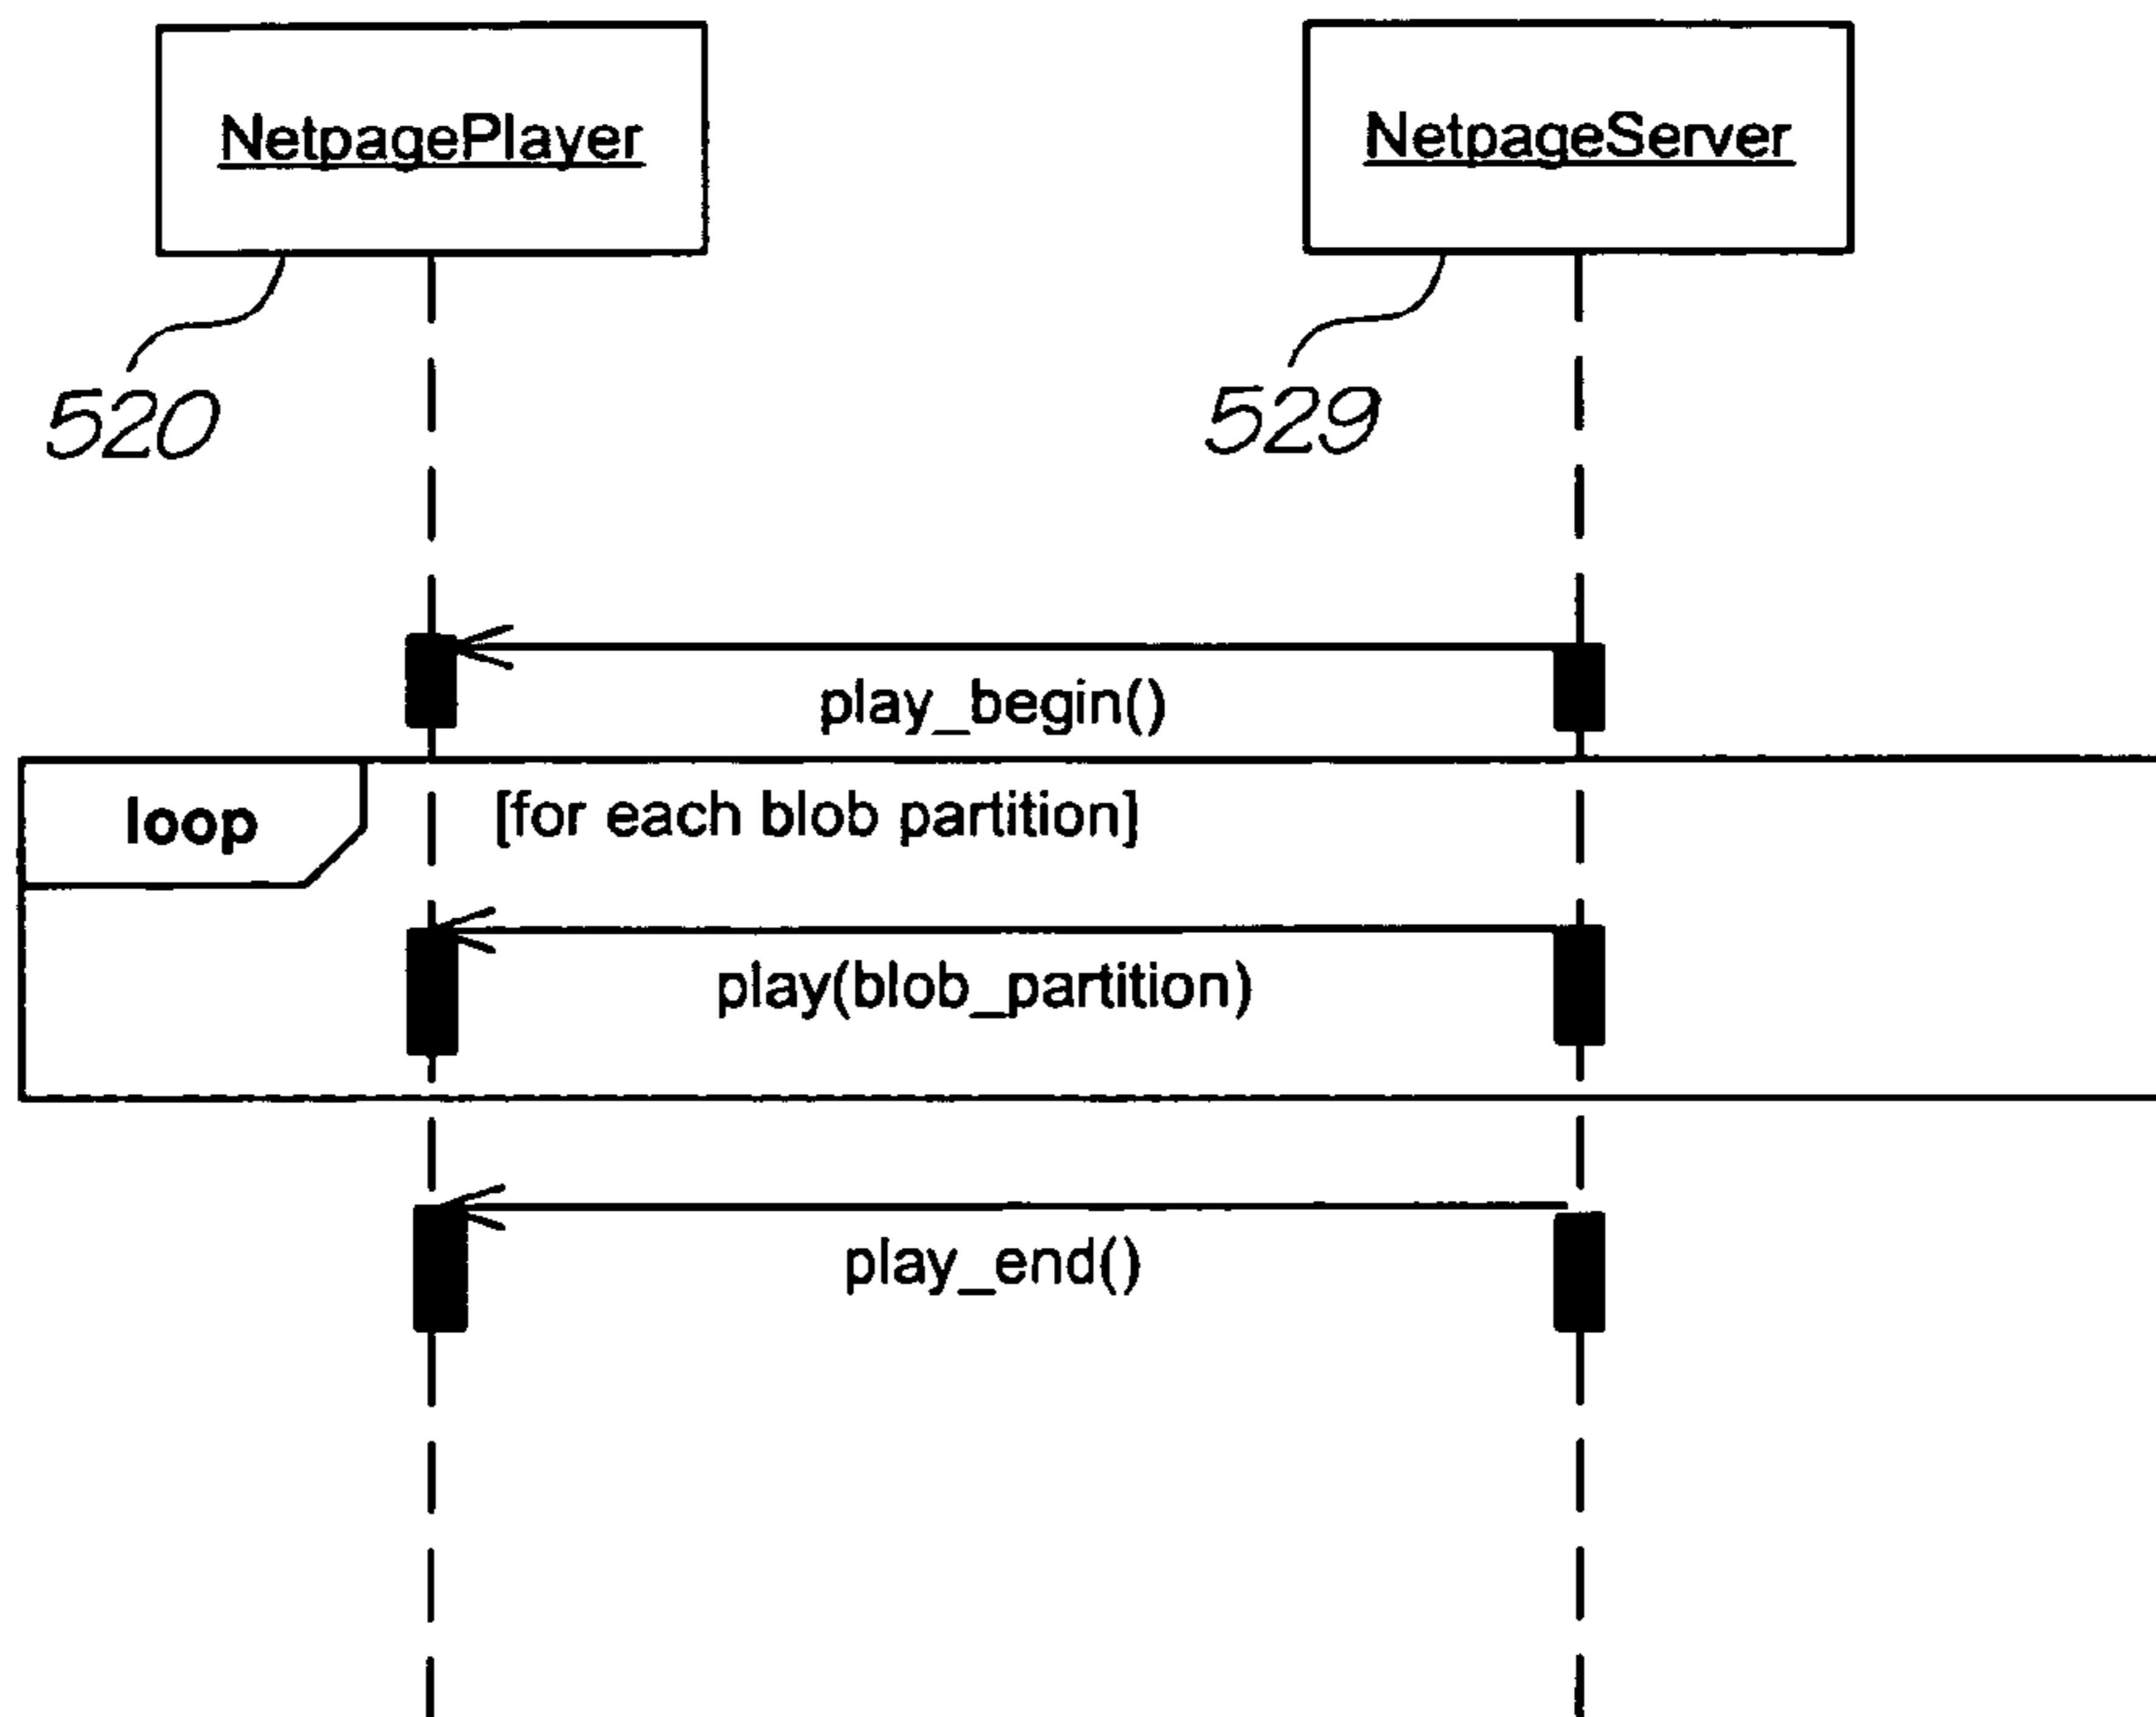 NetpagePlayer
NetpageServer
520
529
play_begin()
loop
[for each blob partition]
play(blob_partition)
play_end()